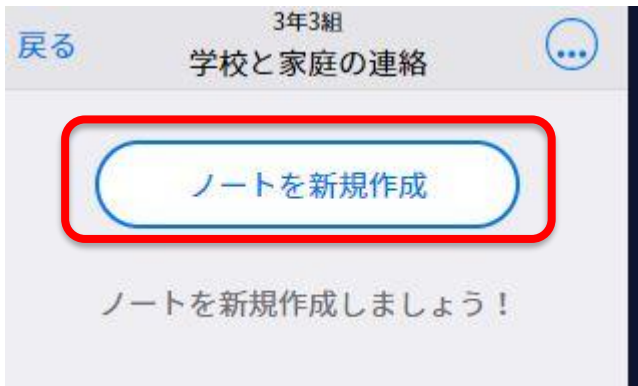 3年3組
戻る
学校と家庭の連絡
ノートを新規作成
ノートを新規作成しましょう！